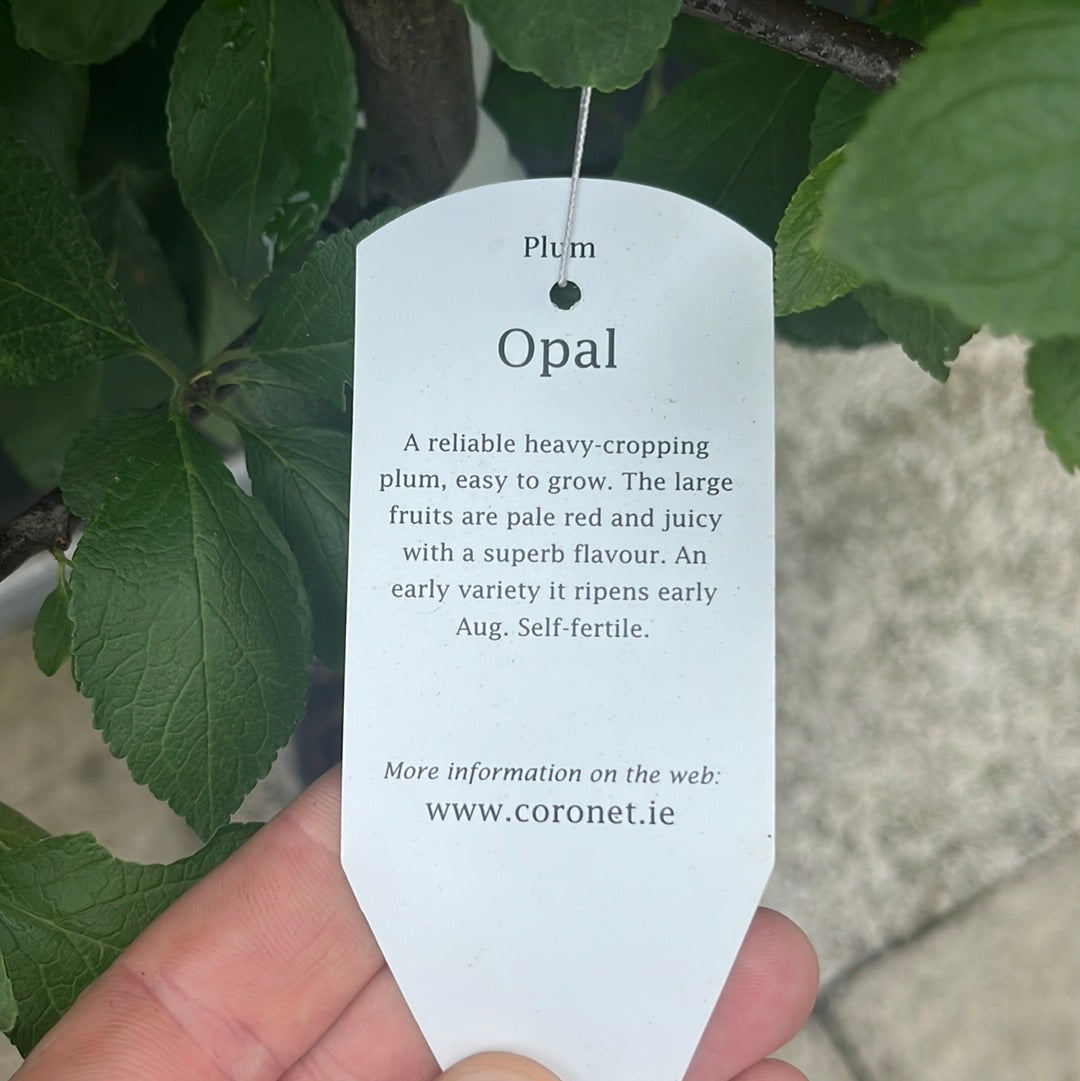 Plum
Opal
A reliable heavy-cropping
plum, easy to grow. The large
fruits are pale red and juicy
with a superb flavour. An
early variety it ripens early
Aug. Self-fertile.
More information on the web:
www.coronet.ie